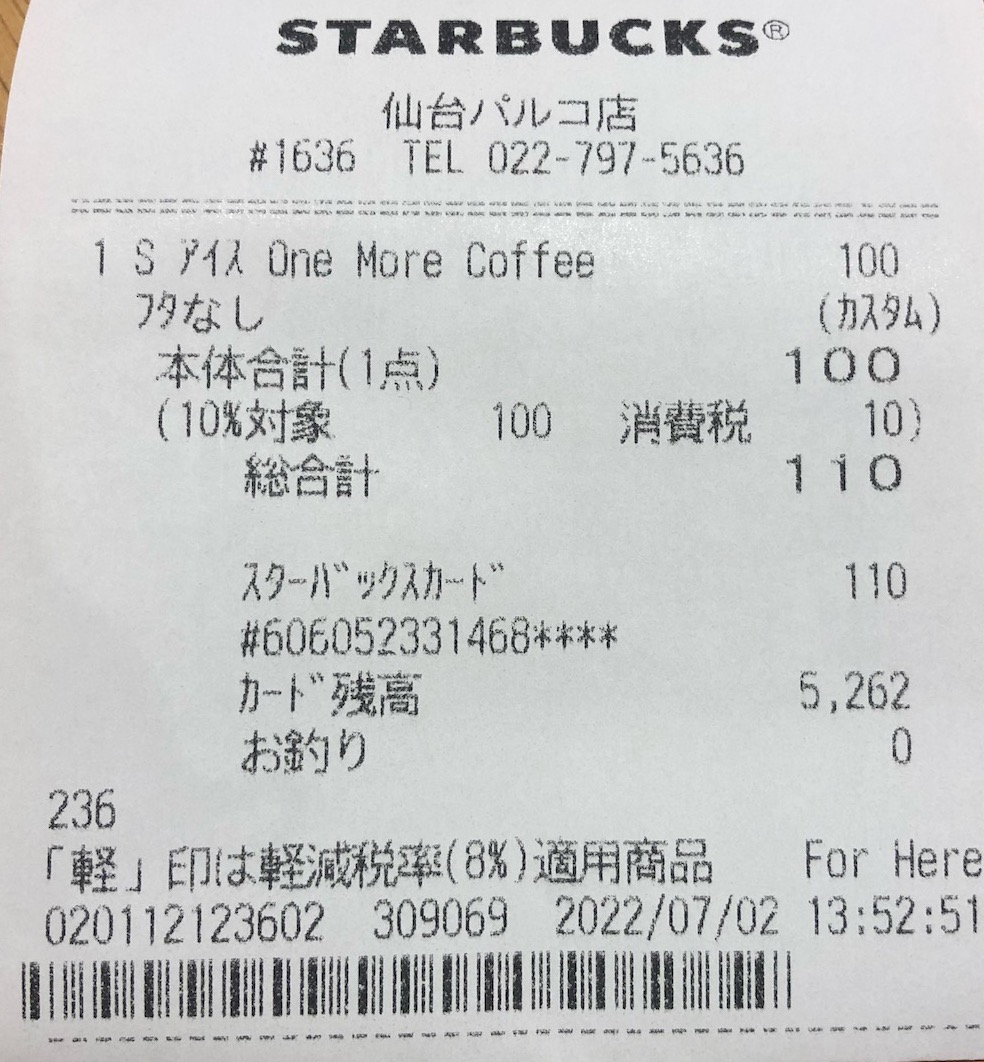 STARBUCKS®
仙台パルコ店
#1636 TEL 022-797-5636
1 S アイス One More Coffee 100
フタなし (カスタム)
本体合計(1点) 100
(10%対象 100 消費税 10)
総合計 110
スターバックスカード 110
#606052331468****
カード残高 5,262
お釣り 0
236
「軽」印は軽減税率(8%)適用商品 For Here
020112123602 309069 2022/07/02 13:52:51